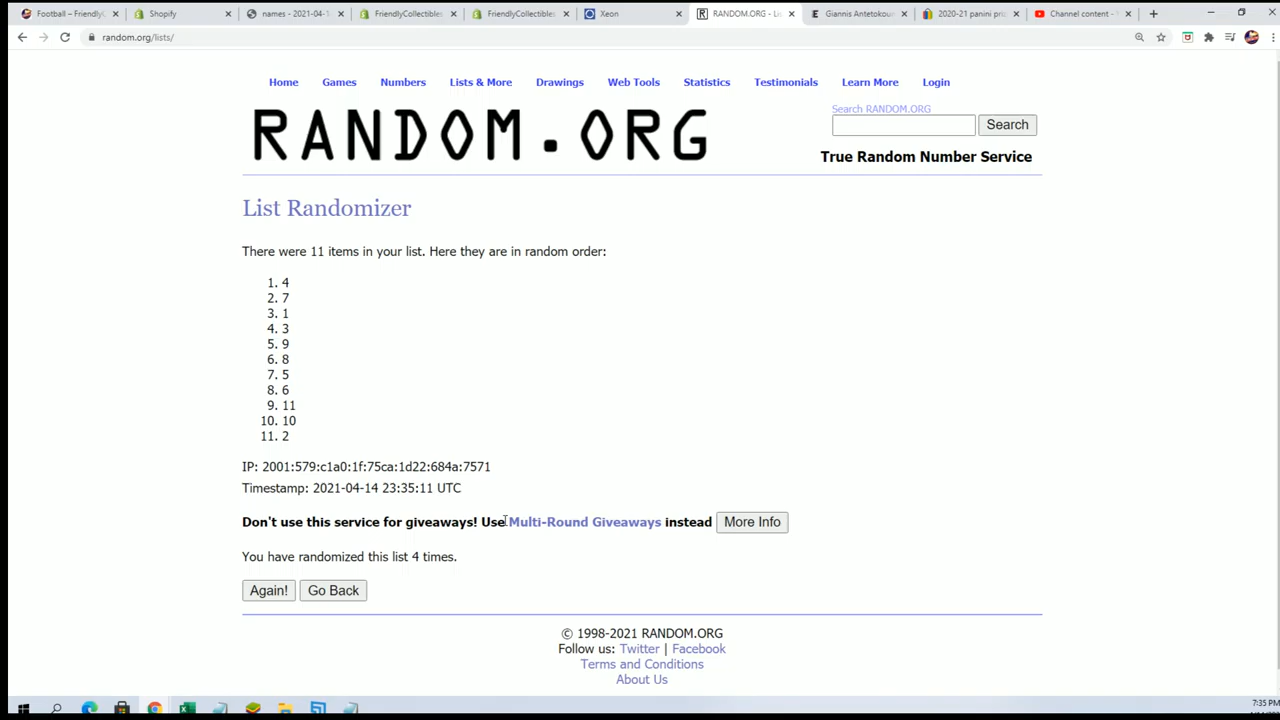 Football – FriendlyC
Shopify
names - 2021-04-1
FriendlyCollectibles
FriendlyCollectibles
Xeon
RANDOM.ORG - Li
Giannis Antetokou
2020-21 panini pri
Channel content -
random.org/lists/
Home Games Numbers Lists & More Drawings Web Tools Statistics Testimonials Learn More Login
RANDOM.ORG
Search RANDOM.ORG
Search
True Random Number Service
List Randomizer
There were 11 items in your list. Here they are in random order:
1. 4
2. 7
3. 1
4. 3
5. 9
6. 8
7. 5
8. 6
9. 11
10. 10
11. 2
IP: 2001:579:c1a0:1f:75ca:1d22:684a:7571
Timestamp: 2021-04-14 23:35:11 UTC
Don't use this service for giveaways! Use Multi-Round Giveaways instead More Info
You have randomized this list 4 times.
Again! Go Back
© 1998-2021 RANDOM.ORG
Follow us: Twitter | Facebook
Terms and Conditions
About Us
7:35 PM